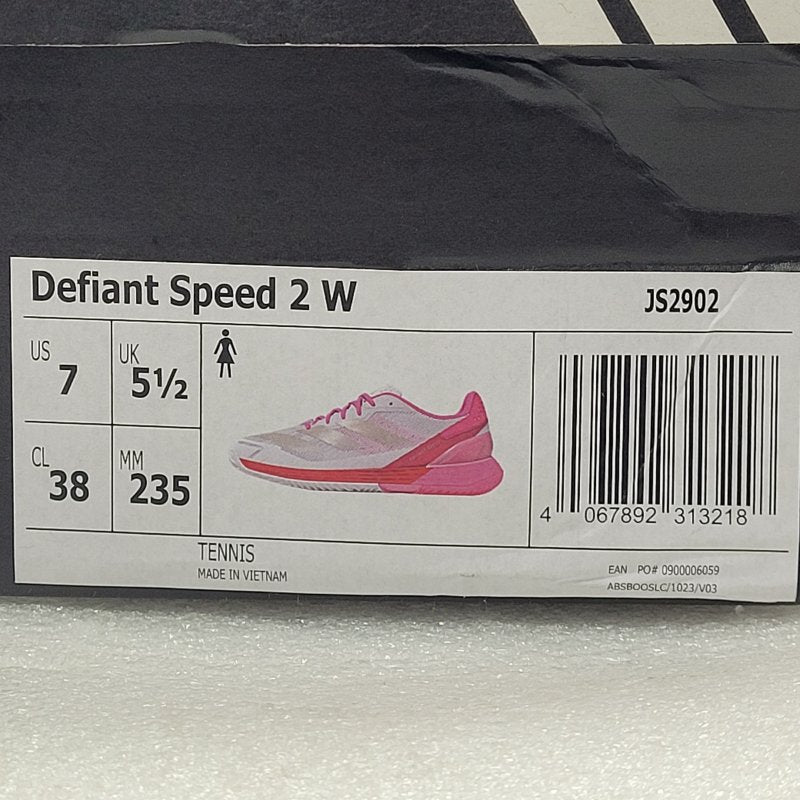 Defiant Speed 2 W
JS2902
US
7
UK
5½
CL
38
MM
235
4 067892 313218
TENNIS
MADE IN VIETNAM
EAN PO# 0900006059
ABSBOOSLC/1023/V03